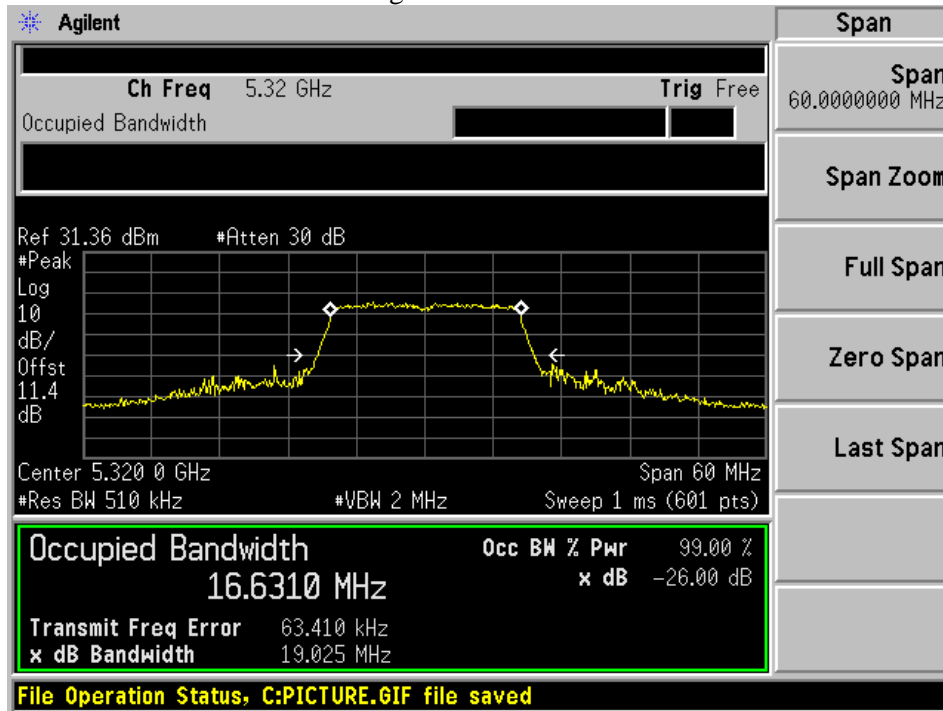 Agilent
Span
Ch Freq 5.32 GHz Trig Free
Occupied Bandwidth
Span
60.0000000 MHz
Span Zoom
Full Span
Zero Span
Last Span
Ref 31.36 dBm #Atten 30 dB
#Peak
Log
10
dB/
Offst
11.4
dB
Center 5.320 0 GHz Span 60 MHz
#Res BW 510 kHz #VBW 2 MHz Sweep 1 ms (601 pts)
Occupied Bandwidth
16.6310 MHz
Occ BW % Pwr 99.00 %
x dB -26.00 dB
Transmit Freq Error 63.410 kHz
x dB Bandwidth 19.025 MHz
File Operation Status, C:PICTURE.GIF file saved